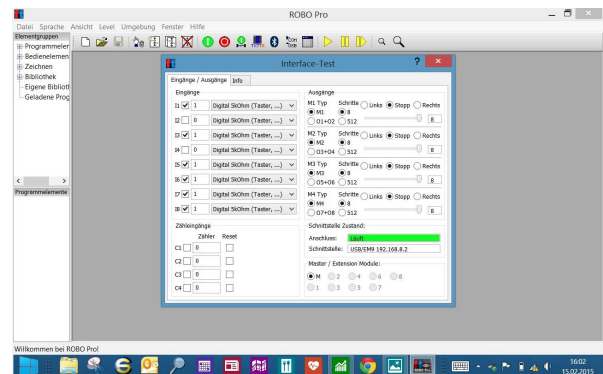 ROBO Pro
Datei Sprache Ansicht Level Umgebung Fenster Hilfe
Elementgruppen
Programmelem
Bedienelemen
Zeichnen
Bibliothek
Eigene Biblioth
Geladene Prog
Programmelemente
Interface-Test
Eingänge / Ausgänge Info
Eingänge
I1 1 Digital 5kOhm (Taster, ...)
I2 0 Digital 5kOhm (Taster, ...)
I3 1 Digital 5kOhm (Taster, ...)
I4 0 Digital 5kOhm (Taster, ...)
I5 1 Digital 5kOhm (Taster, ...)
I6 1 Digital 5kOhm (Taster, ...)
I7 1 Digital 5kOhm (Taster, ...)
I8 1 Digital 5kOhm (Taster, ...)
Zähleingänge
Zähler Reset
C1 0
C2 0
C3 0
C4 0
Ausgänge
M1 Typ Schritte Links Stopp Rechts
M1 8
O1+O2 512 8
M2 Typ Schritte Links Stopp Rechts
M2 8
O3+O4 512 8
M3 Typ Schritte Links Stopp Rechts
M3 8
O5+O6 512 8
M4 Typ Schritte Links Stopp Rechts
M4 8
O7+O8 512 8
Schnittstelle Zustand:
Anschluss: Läuft
Schnittstelle: USB/EM9 192.168.8.2
Master / Extension Module:
M 2 4 6 8
1 3 5 7
Willkommen bei ROBO Pro!
16:02
15.02.2015